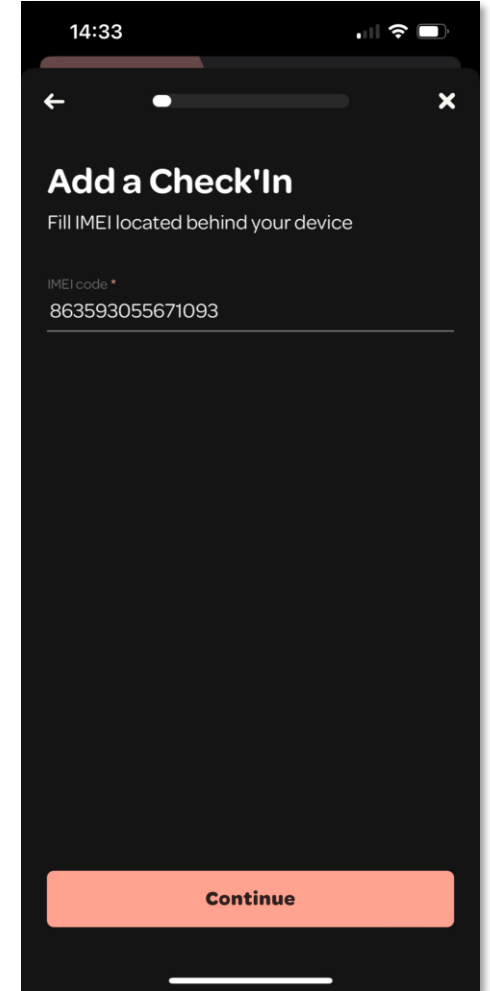 14:33
Add a Check'In
Fill IMEI located behind your device
IMEI code *
863593055671093
Continue